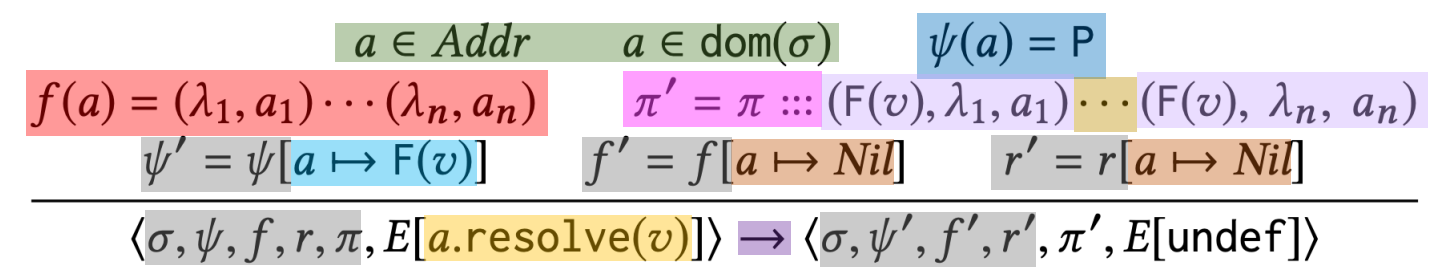 a ∈ Addr a ∈ dom(σ) ψ(a) = P
f(a) = (λ₁, a₁) ⋯ (λₙ, aₙ) π′ = π ::: (F(v), λ₁, a₁) ⋯ (F(v), λₙ, aₙ)
ψ′ = ψ[a ↦ F(v)] f′ = f[a ↦ Nil] r′ = r[a ↦ Nil]
⟨σ, ψ, f, r, π, E[a.resolve(v)]⟩ → ⟨σ, ψ′, f′, r′, π′, E[undef]⟩